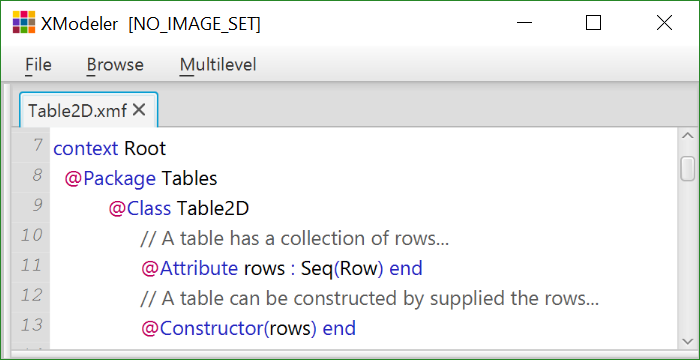 XModeler [NO_IMAGE_SET]
File Browse Multilevel
Table2D.xmf
7 context Root
8 @Package Tables
9 @Class Table2D
10 // A table has a collection of rows...
11 @Attribute rows : Seq(Row) end
12 // A table can be constructed by supplied the rows...
13 @Constructor(rows) end